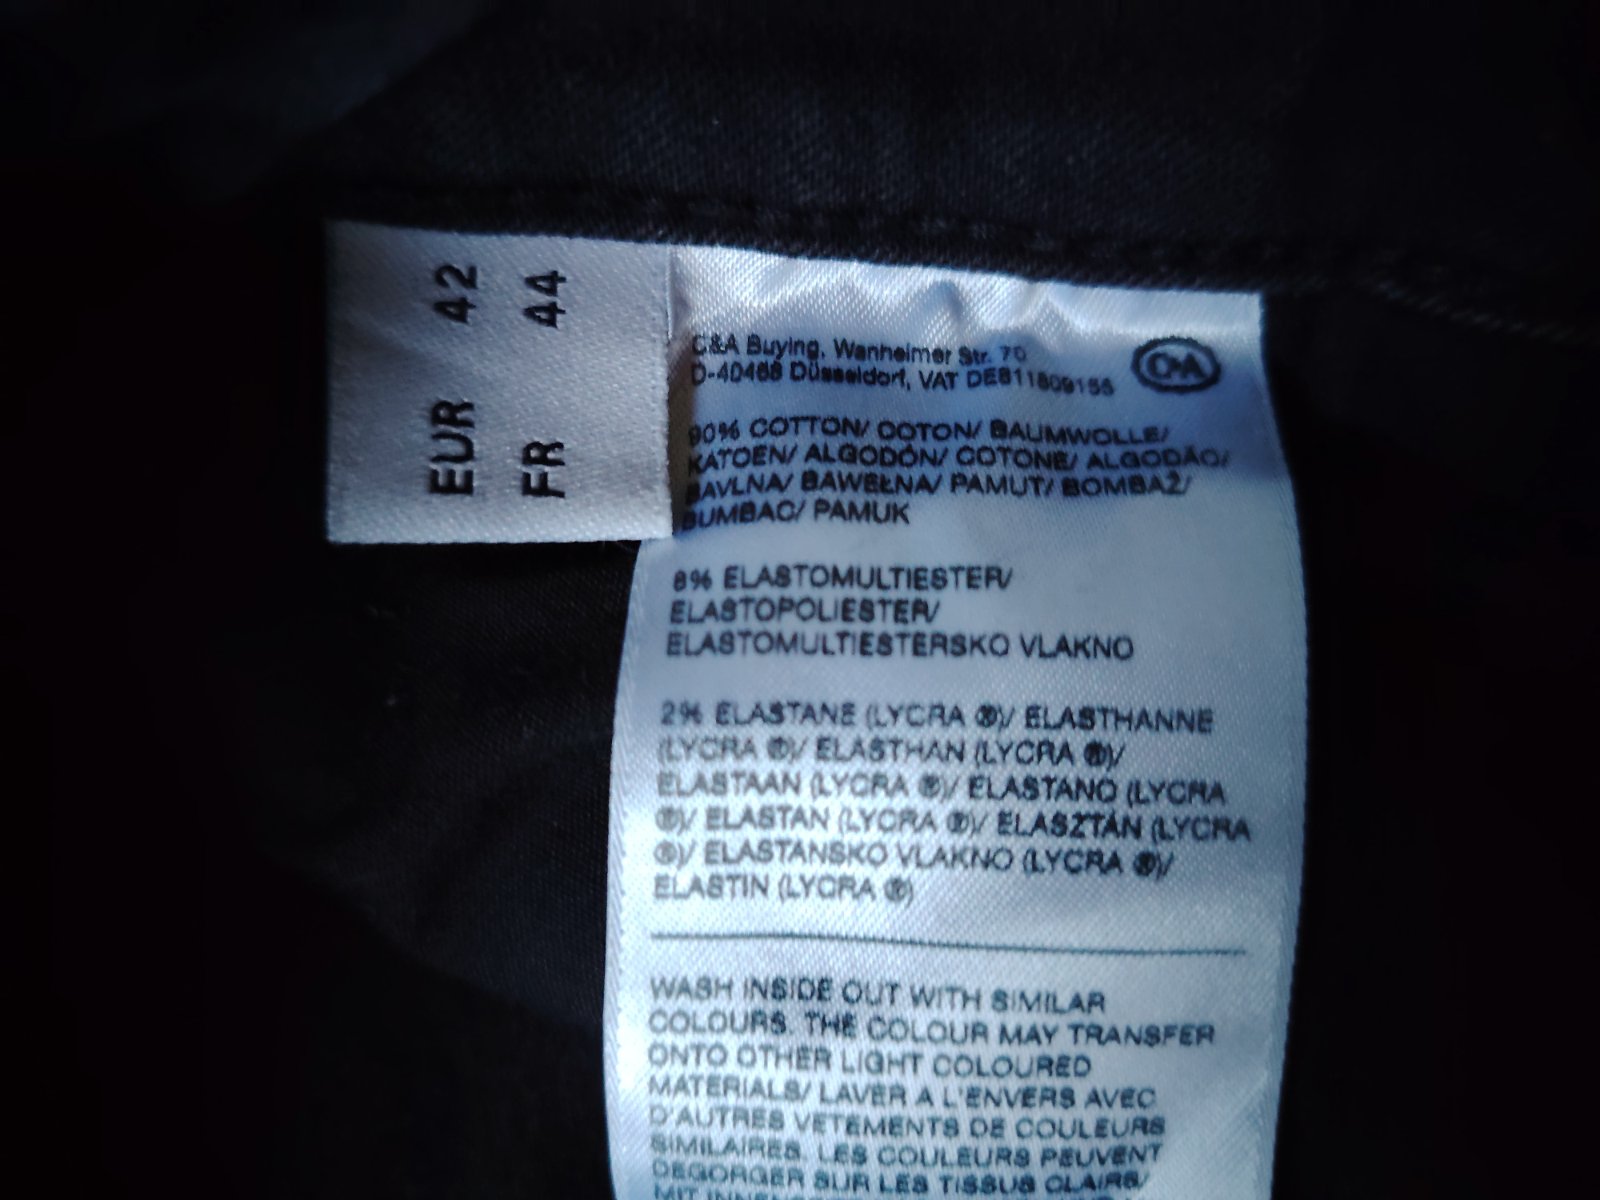 EUR 42
FR 44
C&A Buying, Wanheimer Str. 70
D-40468 Düsseldorf, VAT DE811809155
C&A
90% COTTON/ COTON/ BAUMWOLLE/
KATOEN/ ALGODÓN/ COTONE/ ALGODÃO/
BAVLNA/ BAWEŁNA/ PAMUT/ BOMBAŽ/
BUMBAC/ PAMUK
8% ELASTOMULTIESTER/
ELASTOPOLIESTER/
ELASTOMULTIESTERSKO VLAKNO
2% ELASTANE (LYCRA ®)/ ELASTHANNE
(LYCRA ®)/ ELASTHAN (LYCRA ®)/
ELASTAAN (LYCRA ®)/ ELASTANO (LYCRA
®)/ ELASTAN (LYCRA ®)/ ELASZTÁN (LYCRA
®)/ ELASTANSKO VLAKNO (LYCRA ®)/
ELASTIN (LYCRA ®)
WASH INSIDE OUT WITH SIMILAR
COLOURS. THE COLOUR MAY TRANSFER
ONTO OTHER LIGHT COLOURED
MATERIALS/ LAVER A L'ENVERS AVEC
D'AUTRES VETEMENTS DE COULEURS
SIMILAIRES. LES COULEURS PEUVENT
DEGORGER SUR LES TISSUS CLAIRS/
MIT